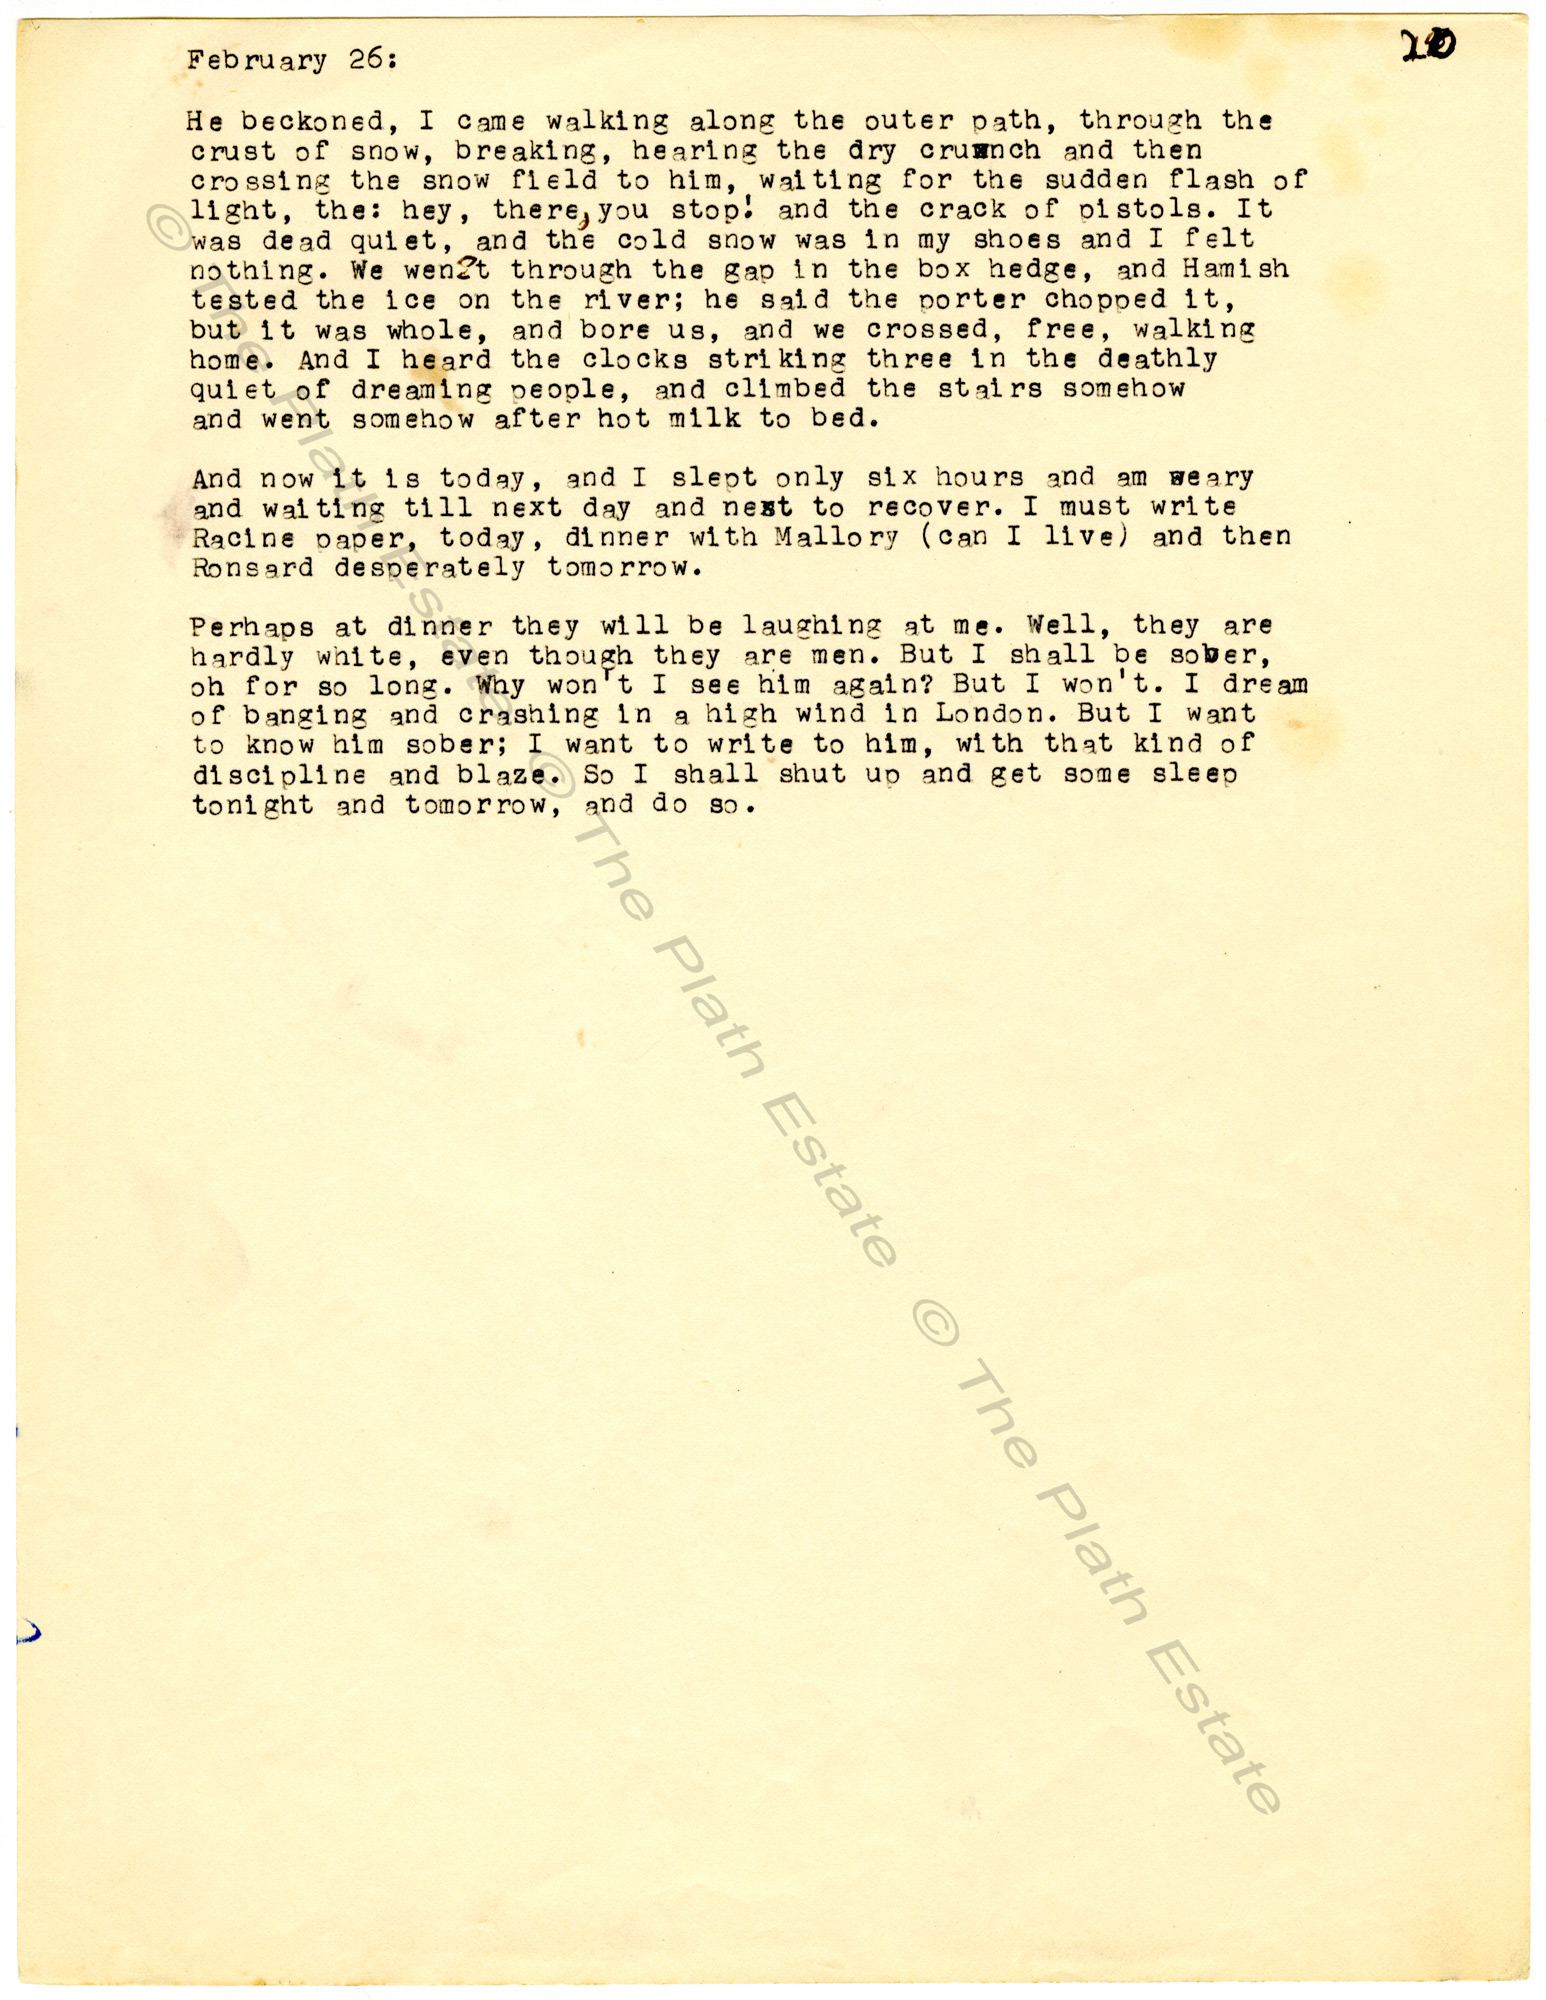 20
February 26:
He beckoned, I came walking along the outer path, through the
crust of snow, breaking, hearing the dry crunch and then
crossing the snow field to him, waiting for the sudden flash of
light, the: hey, there, you stop! and the crack of pistols. It
was dead quiet, and the cold snow was in my shoes and I felt
nothing. We went through the gap in the box hedge, and Hamish
tested the ice on the river; he said the porter chopped it,
but it was whole, and bore us, and we crossed, free, walking
home. And I heard the clocks striking three in the deathly
quiet of dreaming people, and climbed the stairs somehow
and went somehow after hot milk to bed.
And now it is today, and I slept only six hours and am weary
and waiting till next day and next to recover. I must write
Racine paper, today, dinner with Mallory (can I live) and then
Ronsard desperately tomorrow.
Perhaps at dinner they will be laughing at me. Well, they are
hardly white, even though they are men. But I shall be sober,
oh for so long. Why won't I see him again? But I won't. I dream
of banging and crashing in a high wind in London. But I want
to know him sober; I want to write to him, with that kind of
discipline and blaze. So I shall shut up and get some sleep
tonight and tomorrow, and do so.
© The Plath Estate © The Plath Estate © The Plath Estate